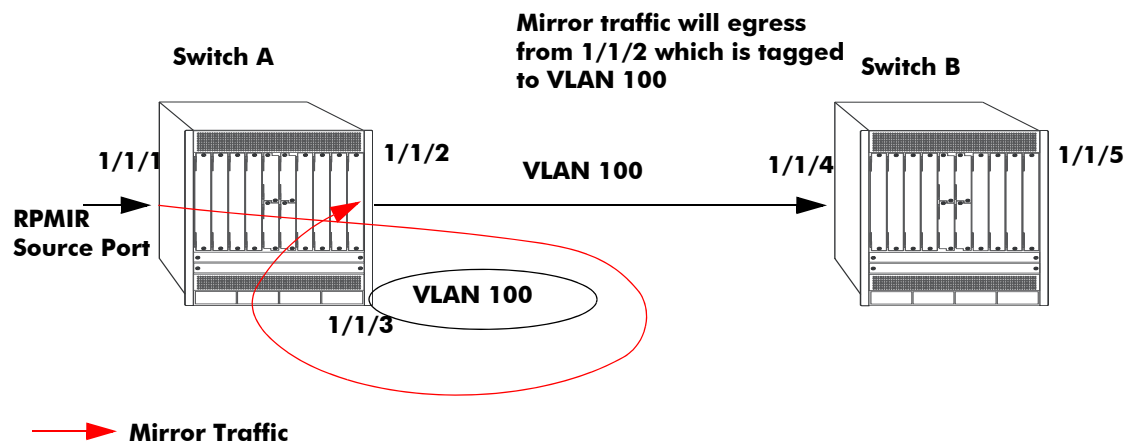 Mirror traffic will egress
from 1/1/2 which is tagged
to VLAN 100
Switch A
Switch B
1/1/1
1/1/2
VLAN 100
1/1/4
1/1/5
RPMIR
Source Port
VLAN 100
1/1/3
Mirror Traffic